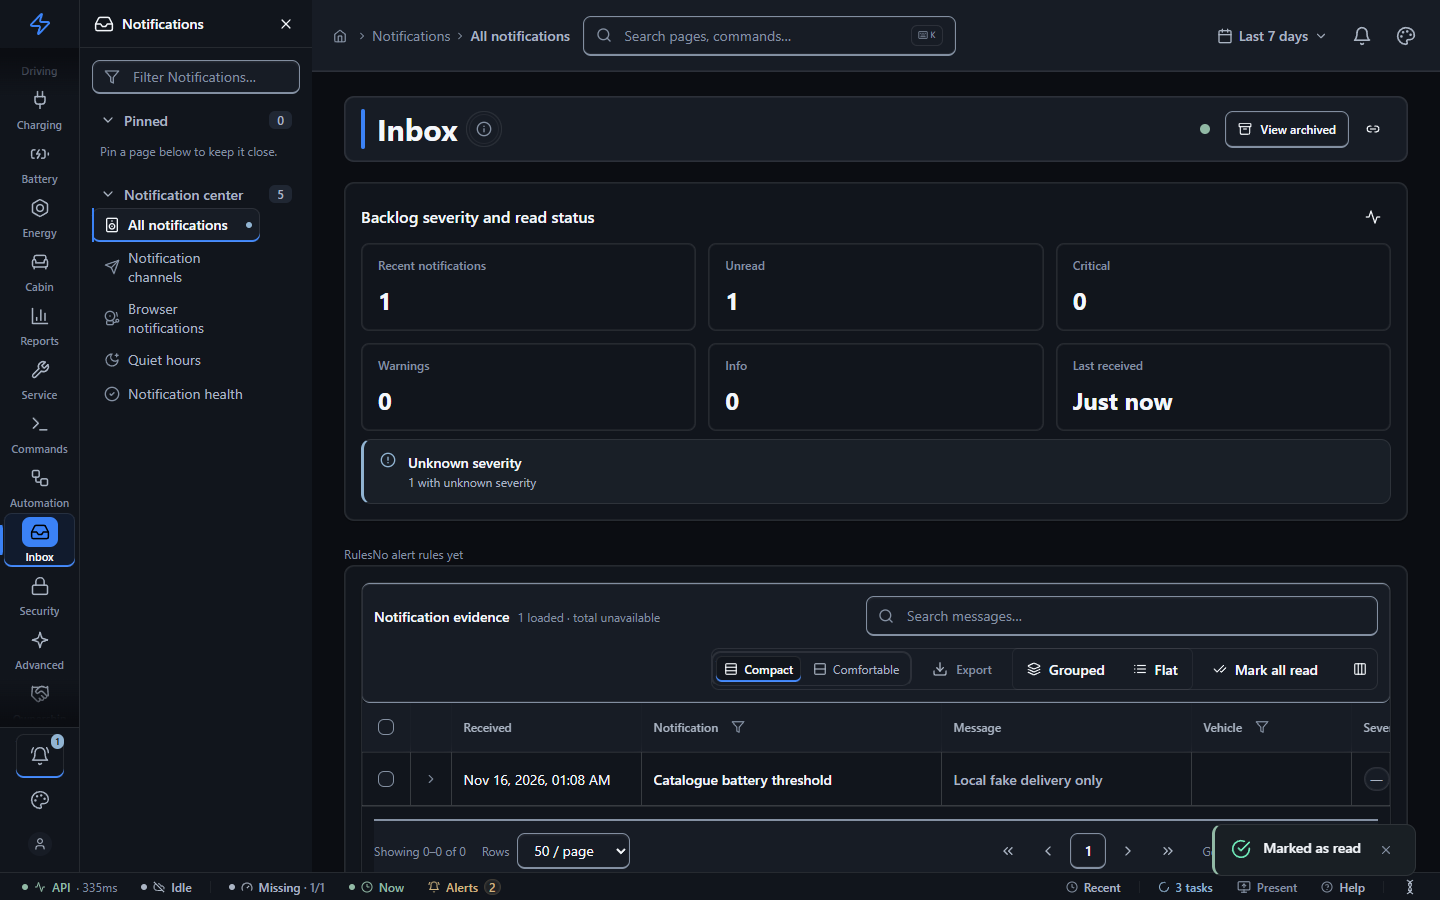 Driving
Charging
Battery
Energy
Cabin
Reports
Service
Commands
Automation
Inbox
Security
Advanced
1
Notifications
Filter Notifications...
Pinned 0
Pin a page below to keep it close.
Notification center 5
All notifications
Notification
channels
Browser
notifications
Quiet hours
Notification health
Notifications
All notifications
Search pages, commands...
K
Last 7 days
Inbox
View archived
Backlog severity and read status
Recent notifications
1
Unread
1
Critical
0
Warnings
0
Info
0
Last received
Just now
Unknown severity
1 with unknown severity
RulesNo alert rules yet
Notification evidence 1 loaded · total unavailable
Search messages...
Compact Comfortable Export Grouped Flat Mark all read
Received Notification Message Vehicle Seve
Nov 16, 2026, 01:08 AM Catalogue battery threshold Local fake delivery only —
Showing 0–0 of 0 Rows 50 / page 1
Marked as read
API · 335ms Idle Missing · 1/1 Now Alerts 2 Recent 3 tasks Present Help